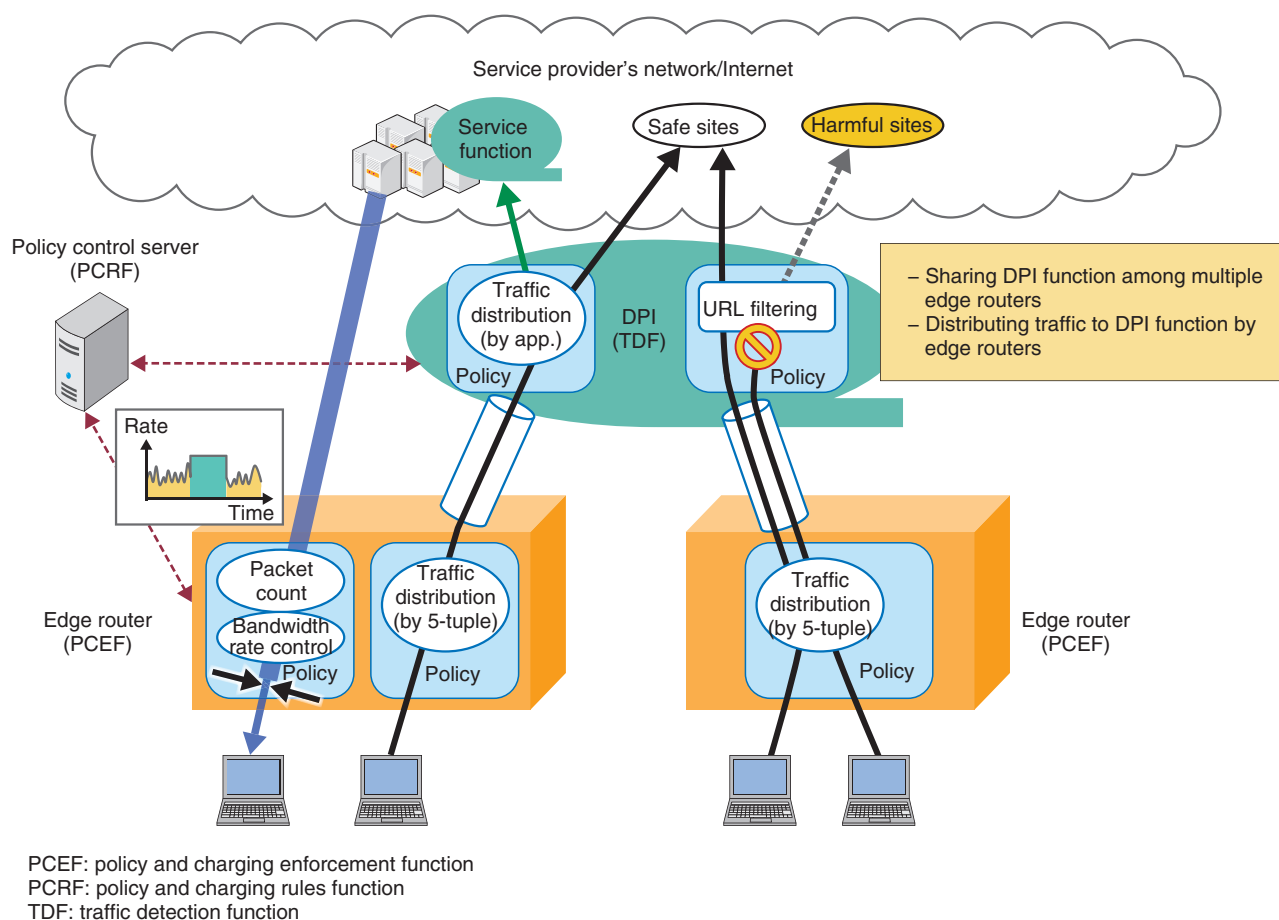 Service provider's network/Internet
Service
function
Safe sites
Harmful sites
Policy control server
(PCRF)
Traffic
distribution
(by app.)
Policy
DPI
(TDF)
URL filtering
Policy
– Sharing DPI function among multiple
edge routers
– Distributing traffic to DPI function by
edge routers
Rate
Time
Edge router
(PCEF)
Packet
count
Bandwidth
rate control
Policy
Traffic
distribution
(by 5-tuple)
Policy
Traffic
distribution
(by 5-tuple)
Policy
Edge router
(PCEF)
PCEF: policy and charging enforcement function
PCRF: policy and charging rules function
TDF: traffic detection function